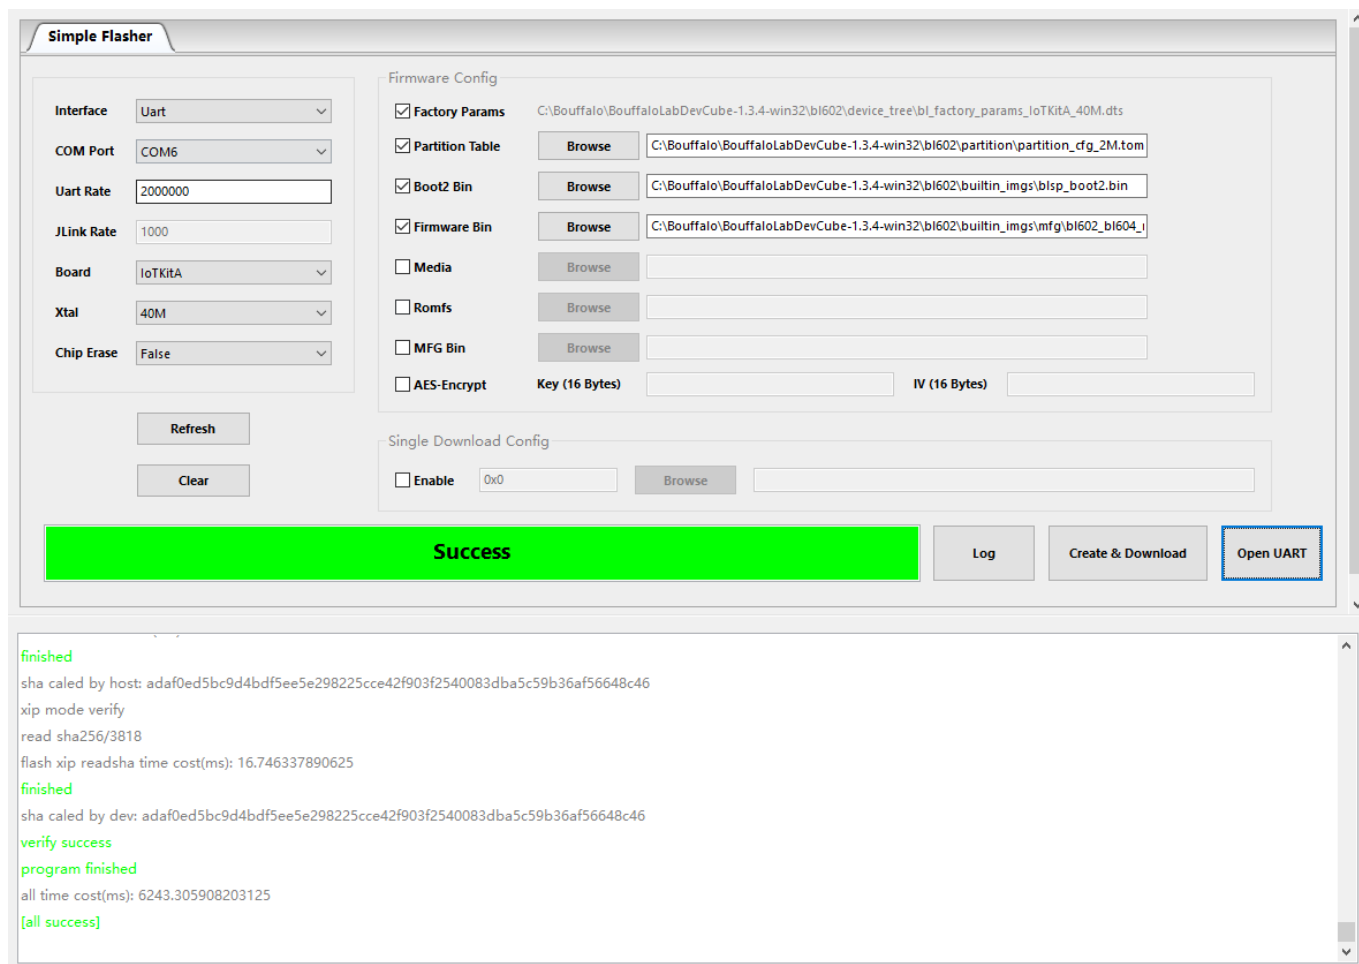 Simple Flasher
Interface Uart
COM Port COM6
Uart Rate 2000000
JLink Rate 1000
Board IoTKitA
Xtal 40M
Chip Erase False
Refresh
Clear
Firmware Config
Factory Params C:\Bouffalo\BouffaloLabDevCube-1.3.4-win32\bl602\device_tree\bl_factory_params_IoTKitA_40M.dts
Partition Table Browse C:\Bouffalo\BouffaloLabDevCube-1.3.4-win32\bl602\partition\partition_cfg_2M.tom
Boot2 Bin Browse C:\Bouffalo\BouffaloLabDevCube-1.3.4-win32\bl602\builtin_imgs\blsp_boot2.bin
Firmware Bin Browse C:\Bouffalo\BouffaloLabDevCube-1.3.4-win32\bl602\builtin_imgs\mfg\bl602_bl604_
Media Browse
Romfs Browse
MFG Bin Browse
AES-Encrypt Key (16 Bytes) IV (16 Bytes)
Single Download Config
Enable 0x0 Browse
Success Log Create & Download Open UART
finished
sha caled by host: adaf0ed5bc9d4bdf5ee5e298225cce42f903f2540083dba5c59b36af56648c46
xip mode verify
read sha256/3818
flash xip readsha time cost(ms): 16.746337890625
finished
sha caled by dev: adaf0ed5bc9d4bdf5ee5e298225cce42f903f2540083dba5c59b36af56648c46
verify success
program finished
all time cost(ms): 6243.305908203125
[all success]